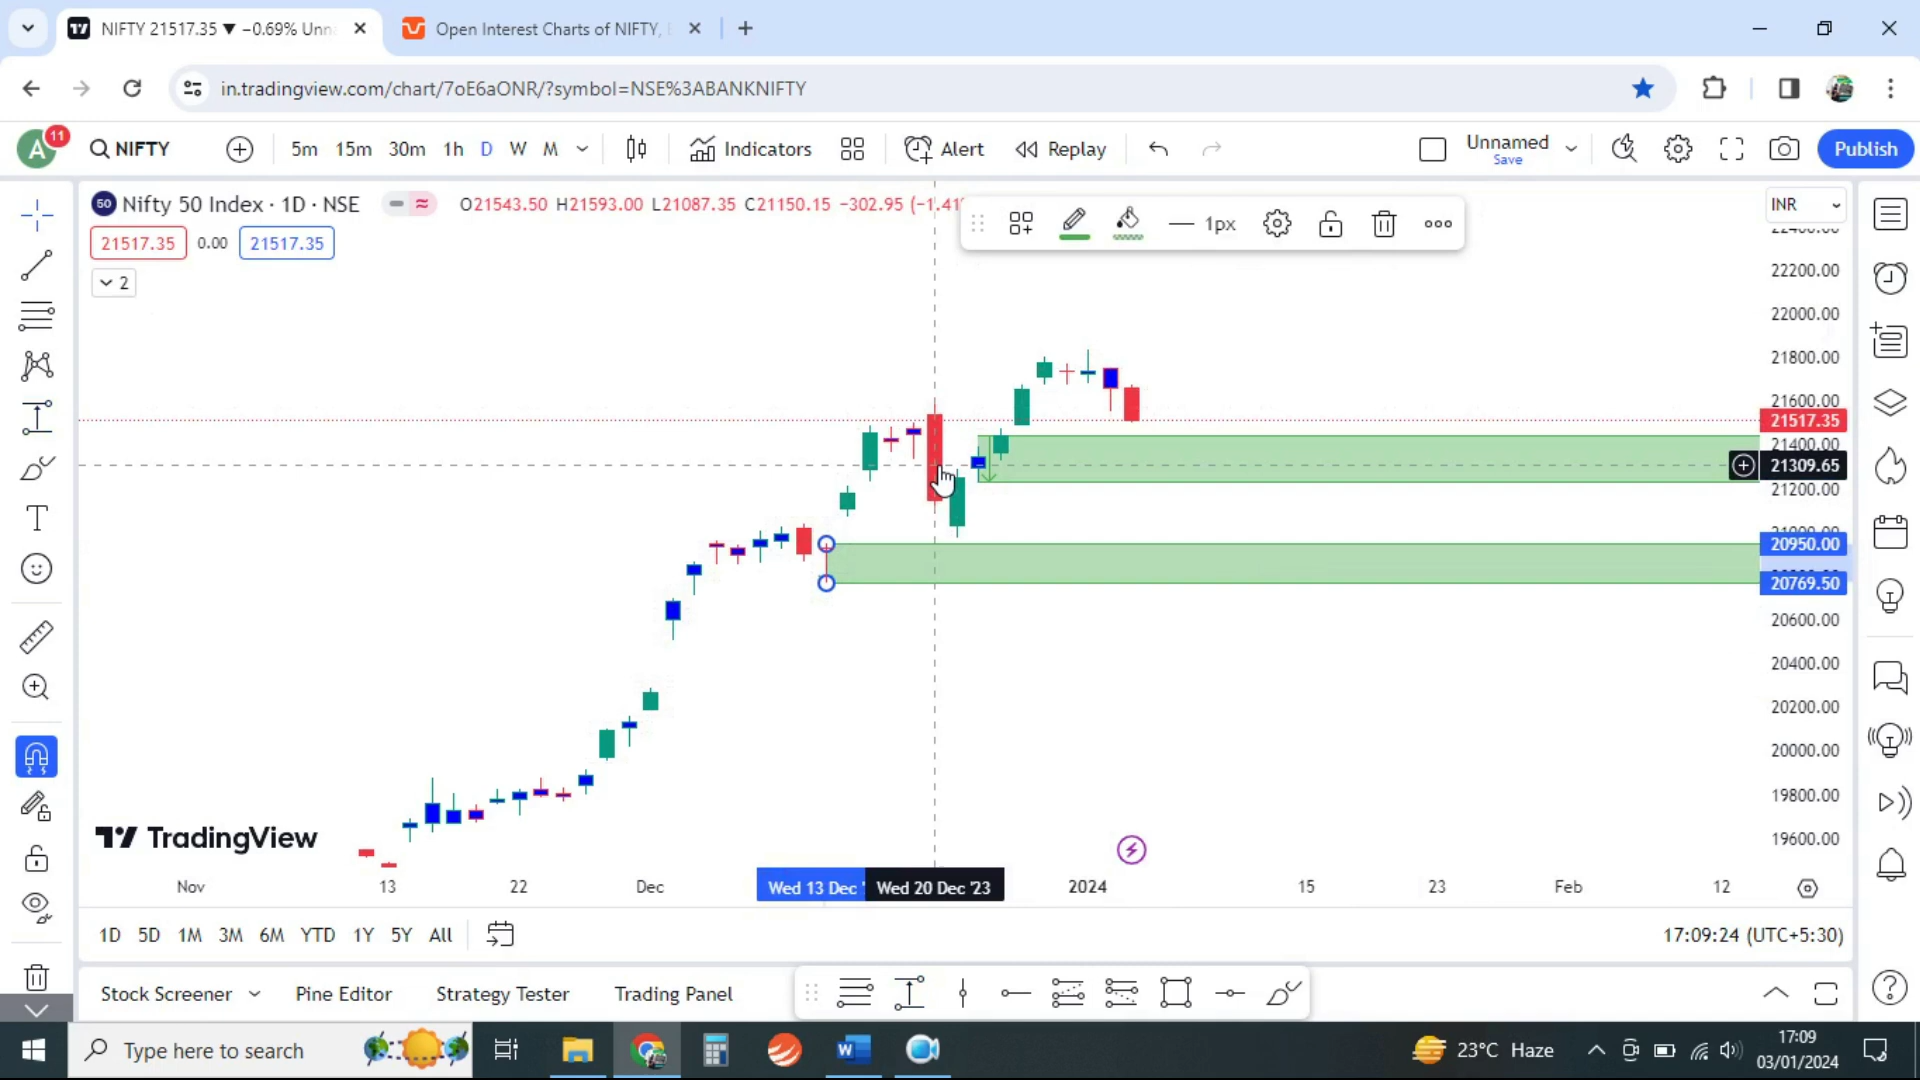 NIFTY 21517.35 ▼ −0.69% Unn
Open Interest Charts of NIFTY,
in.tradingview.com/chart/7oE6aONR/?symbol=NSE%3ABANKNIFTY
A
11
NIFTY
5m 15m 30m 1h D W M
Indicators
Alert
Replay
Unnamed
Save
Publish
50 Nifty 50 Index · 1D · NSE
O21543.50 H21593.00 L21087.35 C21150.15 −302.95
21517.35 0.00 21517.35
2
1px
INR
22200.00
22000.00
21800.00
21600.00
21517.35
21400.00
21309.65
21200.00
20950.00
20769.50
20600.00
20400.00
20200.00
20000.00
19800.00
19600.00
TradingView
Nov 13 22 Dec Wed 13 Dec ' Wed 20 Dec '23 2024 15 23 Feb 12
1D 5D 1M 3M 6M YTD 1Y 5Y All
17:09:24 (UTC+5:30)
Stock Screener Pine Editor Strategy Tester Trading Panel
Type here to search
23°C Haze
17:09
03/01/2024